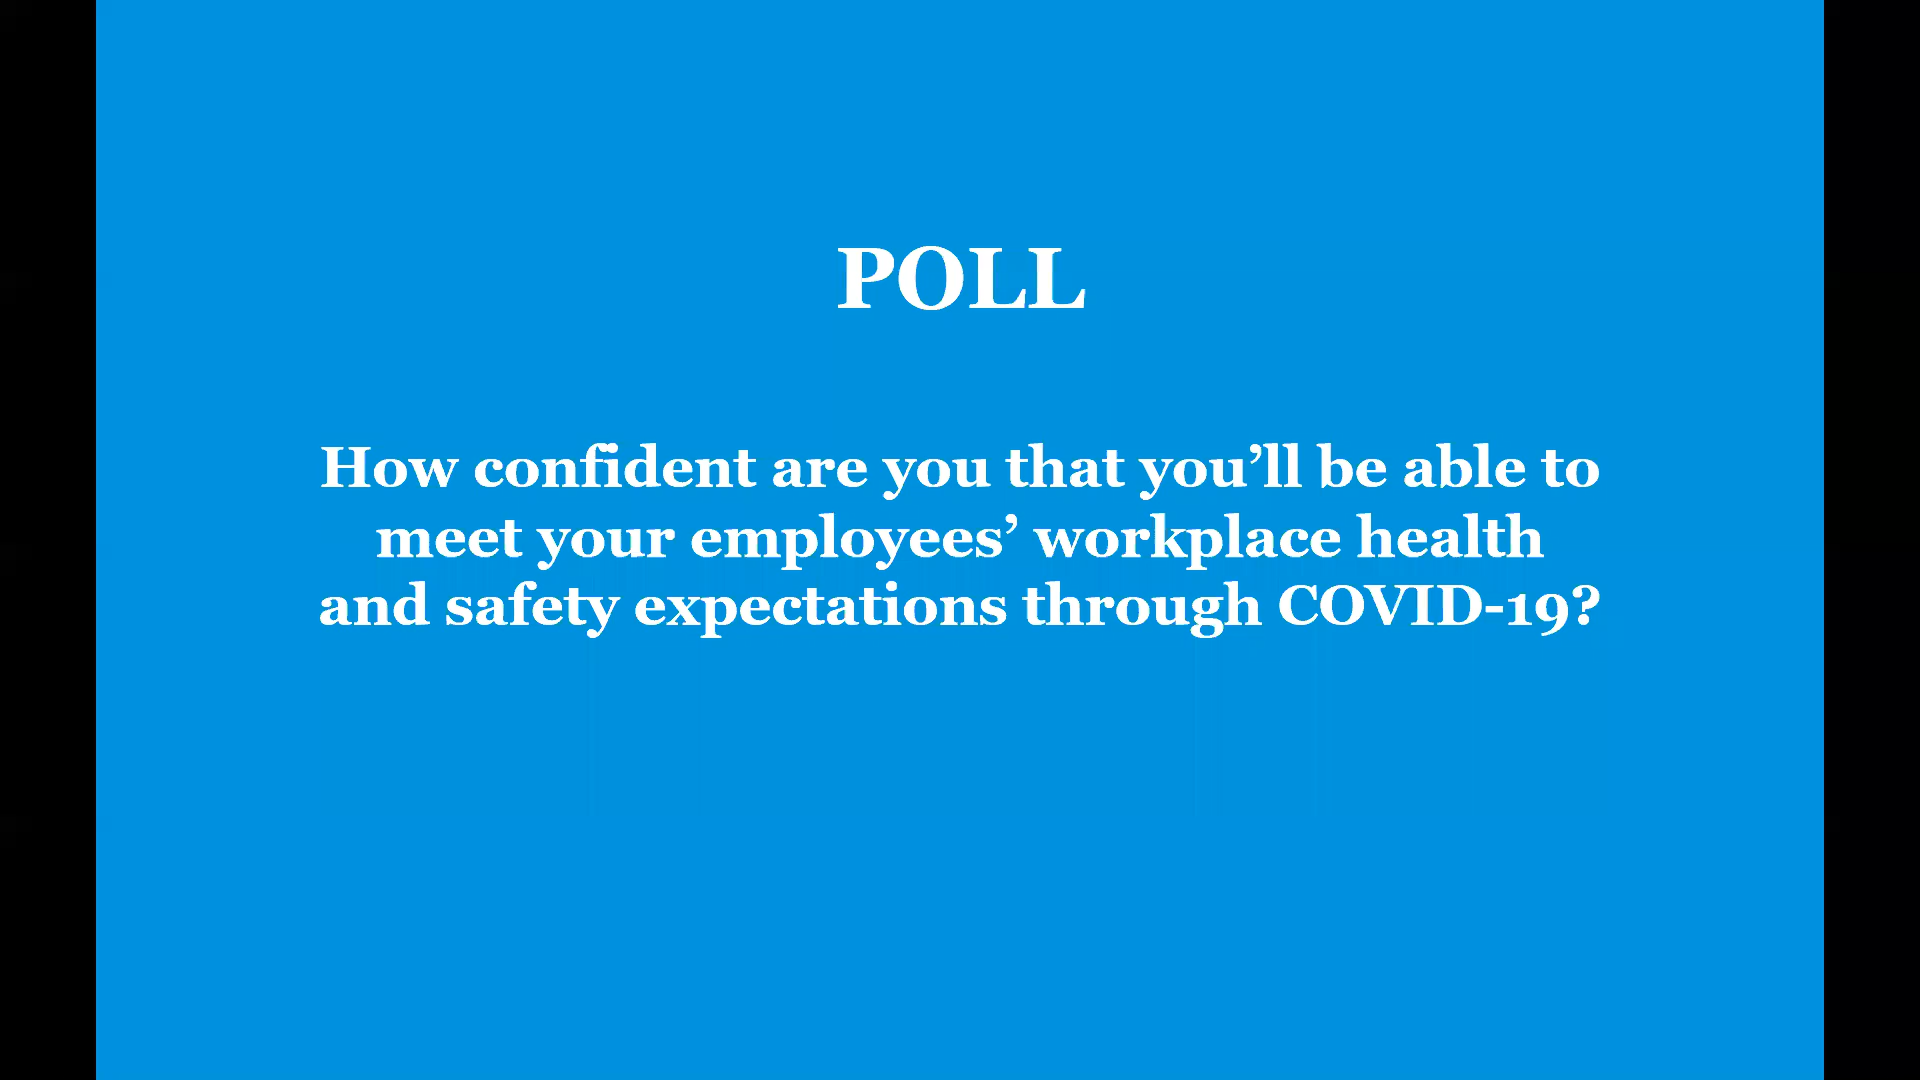 POLL
How confident are you that you’ll be able to
meet your employees’ workplace health
and safety expectations through COVID-19?